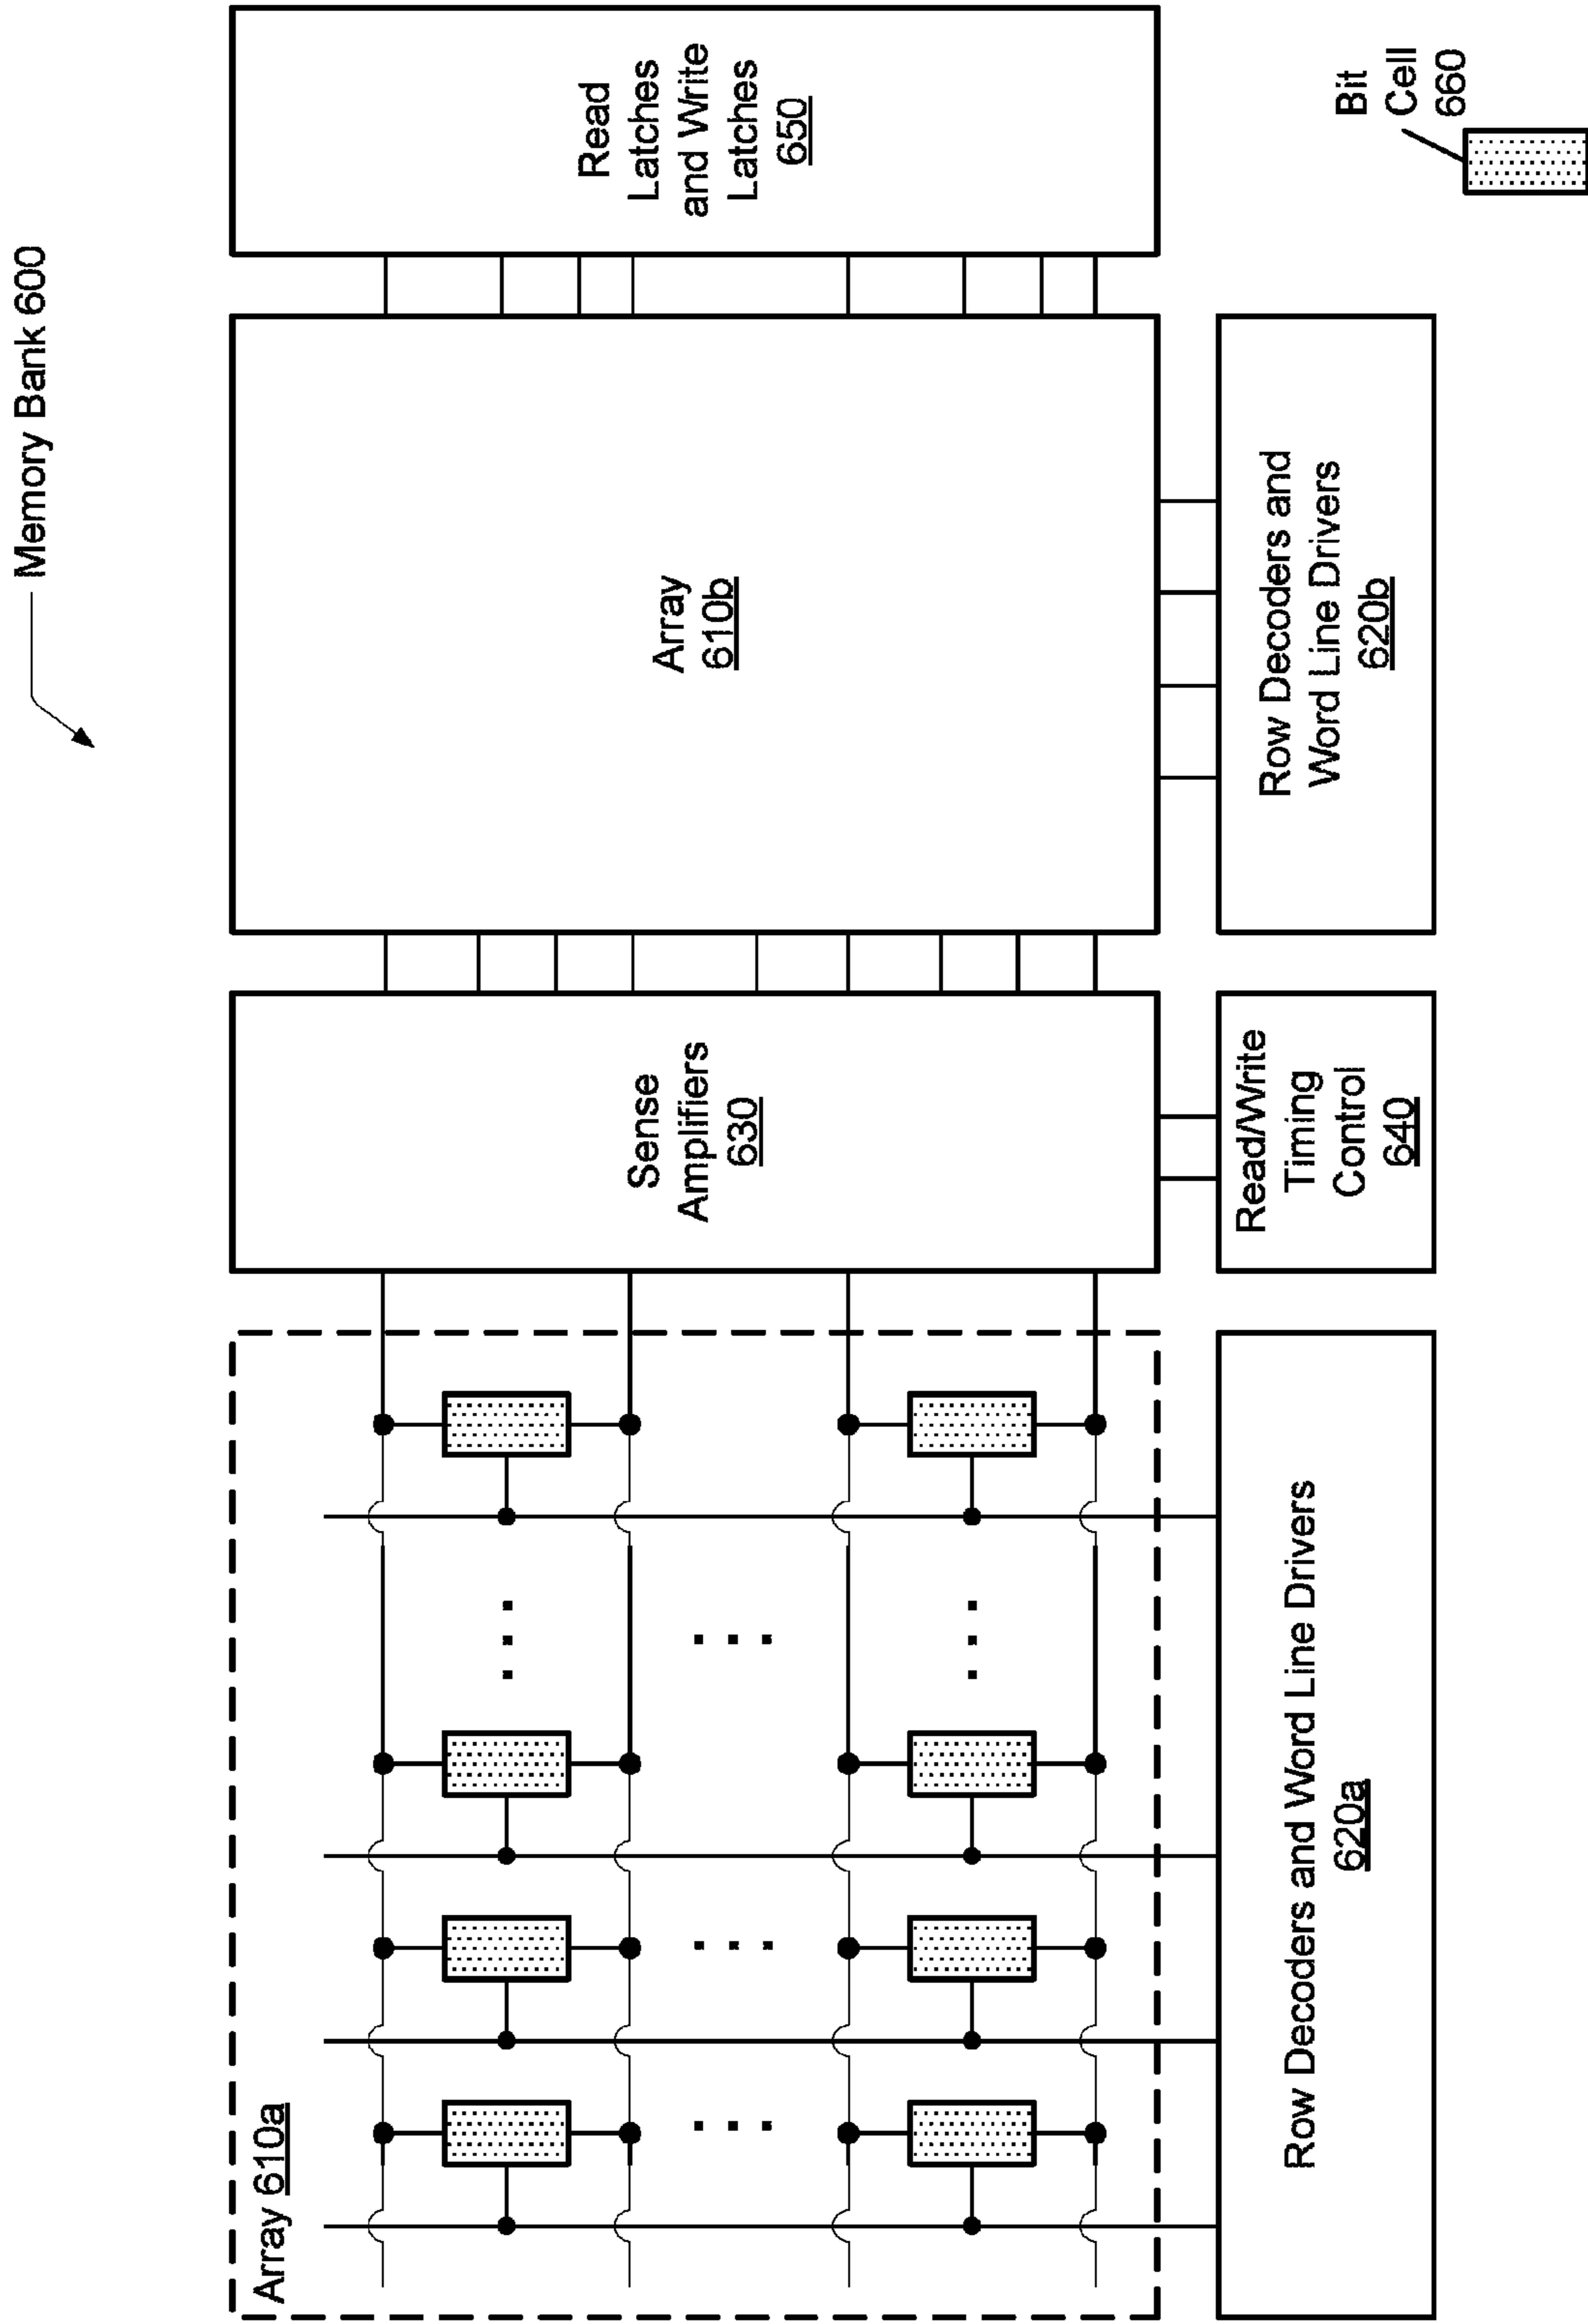 Memory Bank 600
Array 610a
Sense
Amplifiers
630
Array
610b
Read
Latches
and Write
Latches
650
Row Decoders and Word Line Drivers
620a
Read/Write
Timing
Control
640
Row Decoders and
Word Line Drivers
620b
Bit
Cell
660